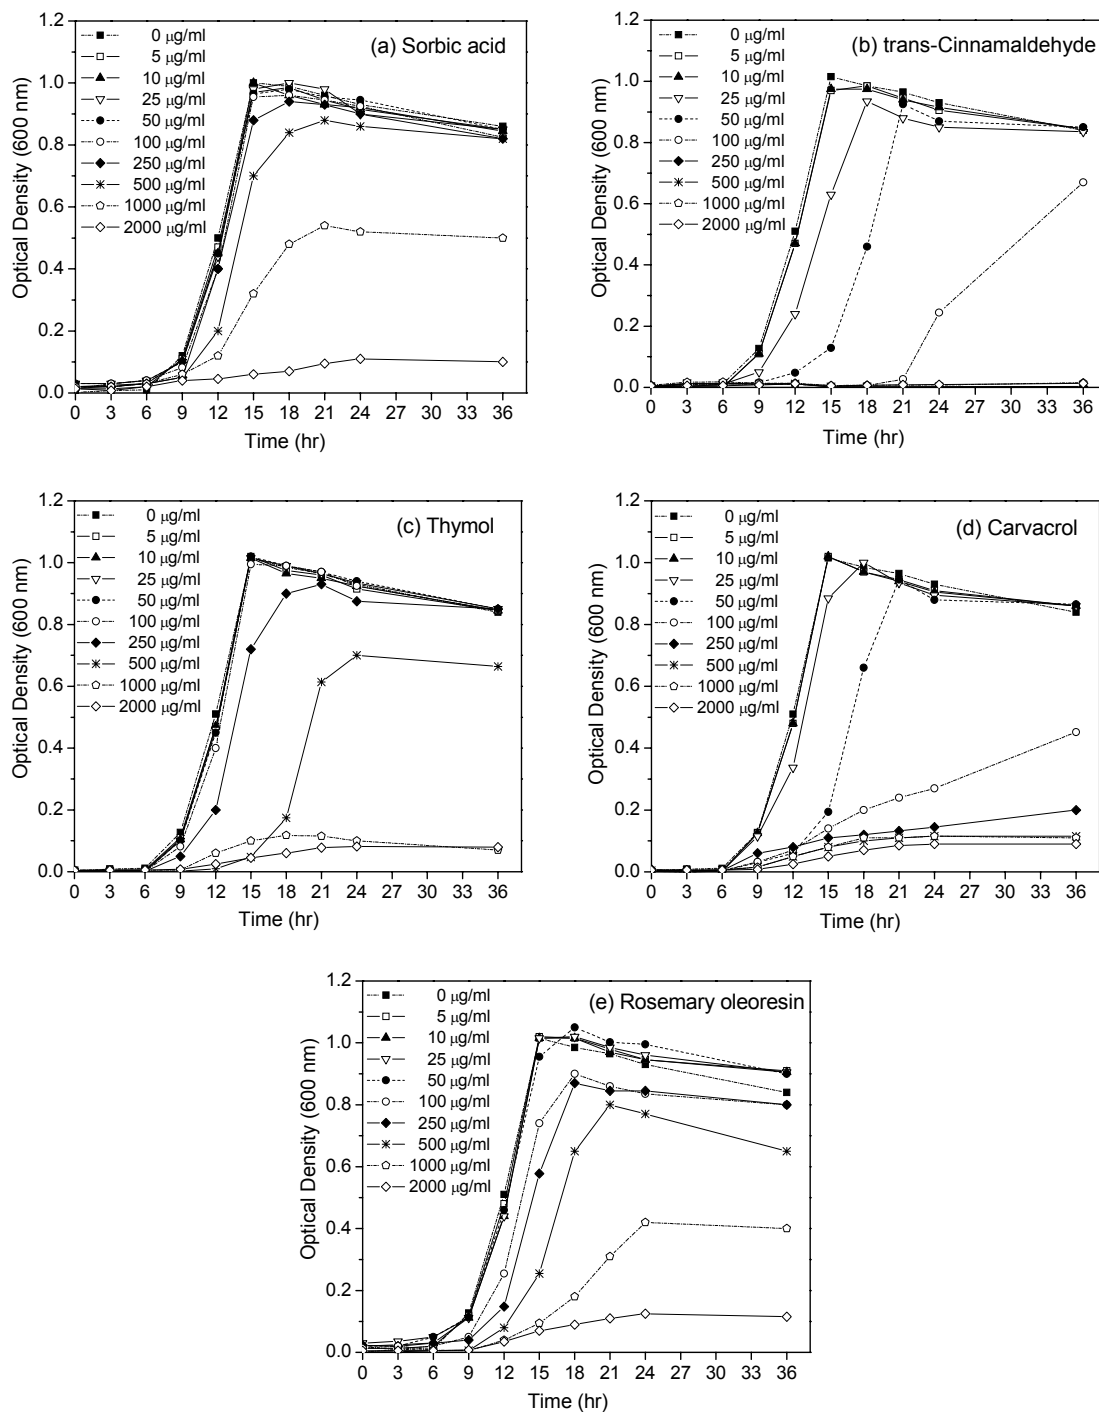 (a) Sorbic acid
0 μg/ml
5 μg/ml
10 μg/ml
25 μg/ml
50 μg/ml
100 μg/ml
250 μg/ml
500 μg/ml
1000 μg/ml
2000 μg/ml
Optical Density (600 nm)
1.2
1.0
0.8
0.6
0.4
0.2
0.0
0 3 6 9 12 15 18 21 24 27 30 33 36
Time (hr)
(b) trans-Cinnamaldehyde
0 μg/ml
5 μg/ml
10 μg/ml
25 μg/ml
50 μg/ml
100 μg/ml
250 μg/ml
500 μg/ml
1000 μg/ml
2000 μg/ml
Optical Density (600 nm)
1.2
1.0
0.8
0.6
0.4
0.2
0.0
0 3 6 9 12 15 18 21 24 27 30 33 36
Time (hr)
(c) Thymol
0 μg/ml
5 μg/ml
10 μg/ml
25 μg/ml
50 μg/ml
100 μg/ml
250 μg/ml
500 μg/ml
1000 μg/ml
2000 μg/ml
Optical Density (600 nm)
1.2
1.0
0.8
0.6
0.4
0.2
0.0
0 3 6 9 12 15 18 21 24 27 30 33 36
Time (hr)
(d) Carvacrol
0 μg/ml
5 μg/ml
10 μg/ml
25 μg/ml
50 μg/ml
100 μg/ml
250 μg/ml
500 μg/ml
1000 μg/ml
2000 μg/ml
Optical Density (600 nm)
1.2
1.0
0.8
0.6
0.4
0.2
0.0
0 3 6 9 12 15 18 21 24 27 30 33 36
Time (hr)
(e) Rosemary oleoresin
0 μg/ml
5 μg/ml
10 μg/ml
25 μg/ml
50 μg/ml
100 μg/ml
250 μg/ml
500 μg/ml
1000 μg/ml
2000 μg/ml
Optical Density (600 nm)
1.2
1.0
0.8
0.6
0.4
0.2
0.0
0 3 6 9 12 15 18 21 24 27 30 33 36
Time (hr)